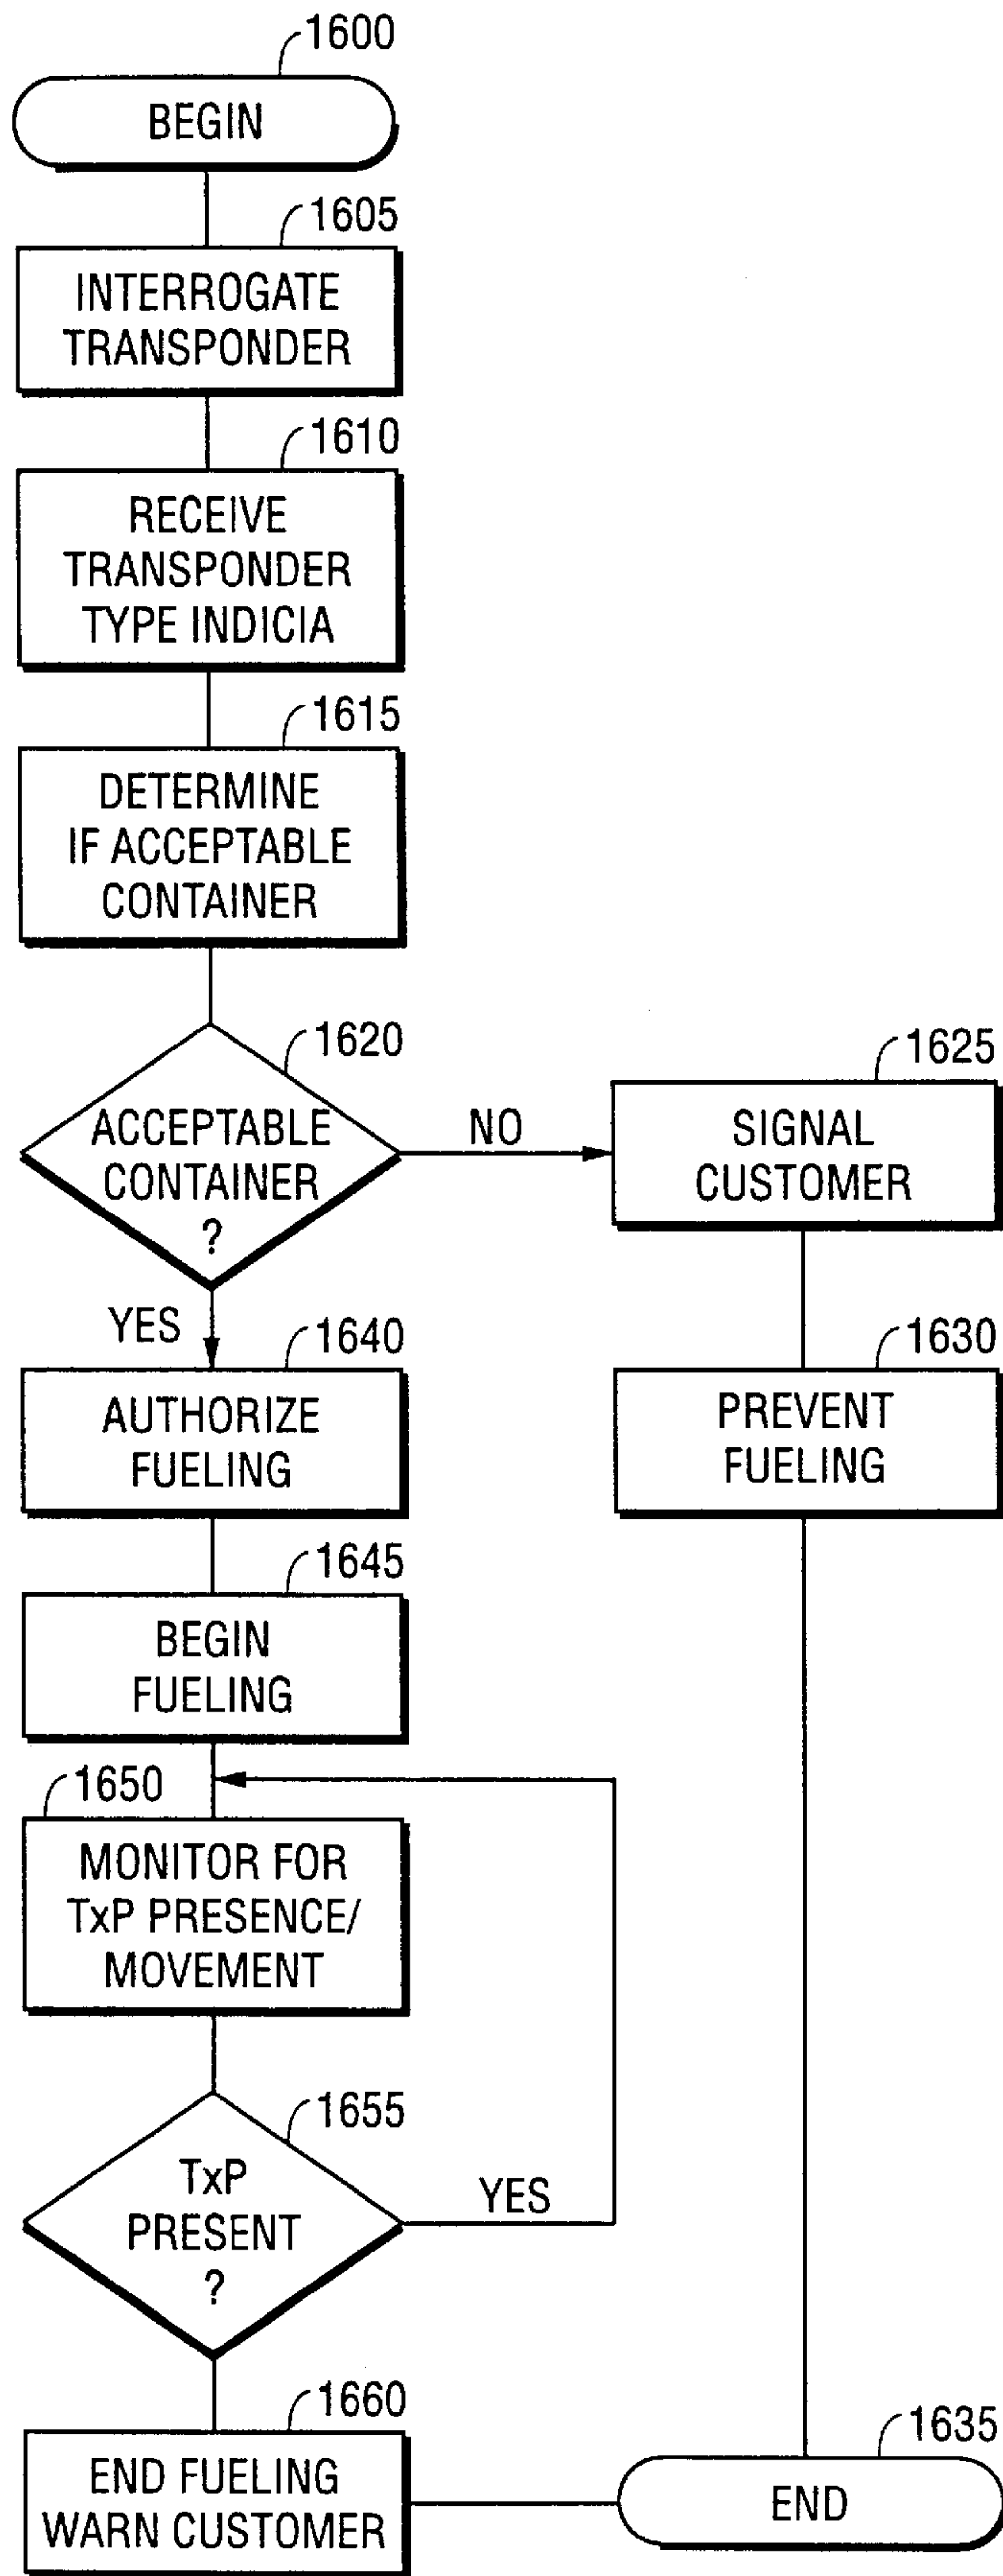 1600
BEGIN
1605
INTERROGATE
TRANSPONDER
1610
RECEIVE
TRANSPONDER
TYPE INDICIA
1615
DETERMINE
IF ACCEPTABLE
CONTAINER
1620
ACCEPTABLE
CONTAINER
?
NO
1625
SIGNAL
CUSTOMER
1630
PREVENT
FUELING
YES
1640
AUTHORIZE
FUELING
1645
BEGIN
FUELING
1650
MONITOR FOR
TxP PRESENCE/
MOVEMENT
1655
TxP
PRESENT
?
YES
1660
END FUELING
WARN CUSTOMER
1635
END